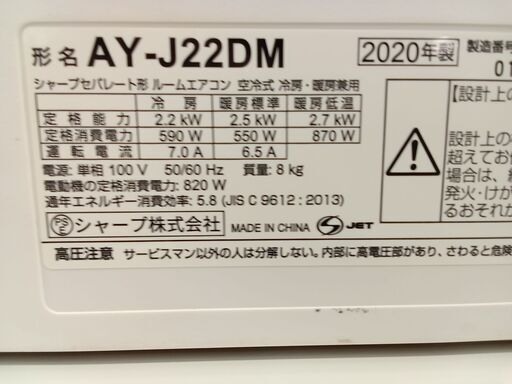 形名 AY-J22DM 2020年製 製造番号
01
シャープセパレート形 ルームエアコン 空冷式 冷房・暖房兼用
冷房 暖房標準 暖房低温
定格能力 2.2 kW 2.5 kW 2.7 kW
定格消費電力 590 W 550 W 870 W
運転電流 7.0 A 6.5 A
電源: 単相 100 V 50/60 Hz 質量: 8 kg
電動機の定格消費電力: 820 W
通年エネルギー消費効率: 5.8 (JIS C 9612 : 2013)
PSE シャープ株式会社 MADE IN CHINA S JET
【設計上の
設計上の
超えてお使
場合は、経
発火・けが
るおそれか
高圧注意 サービスマン以外の人は分解しない。内部に高電圧部があり、さわると危険